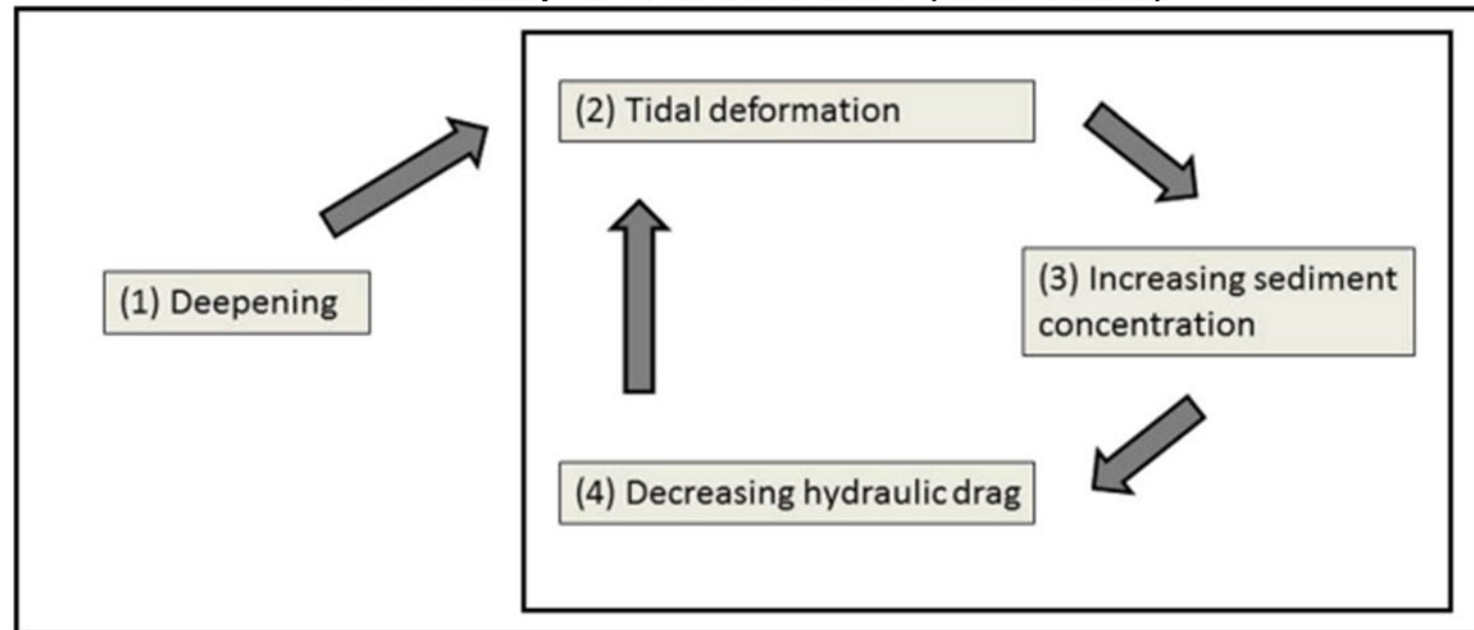 (2) Tidal deformation
(1) Deepening
(3) Increasing sediment
concentration
(4) Decreasing hydraulic drag